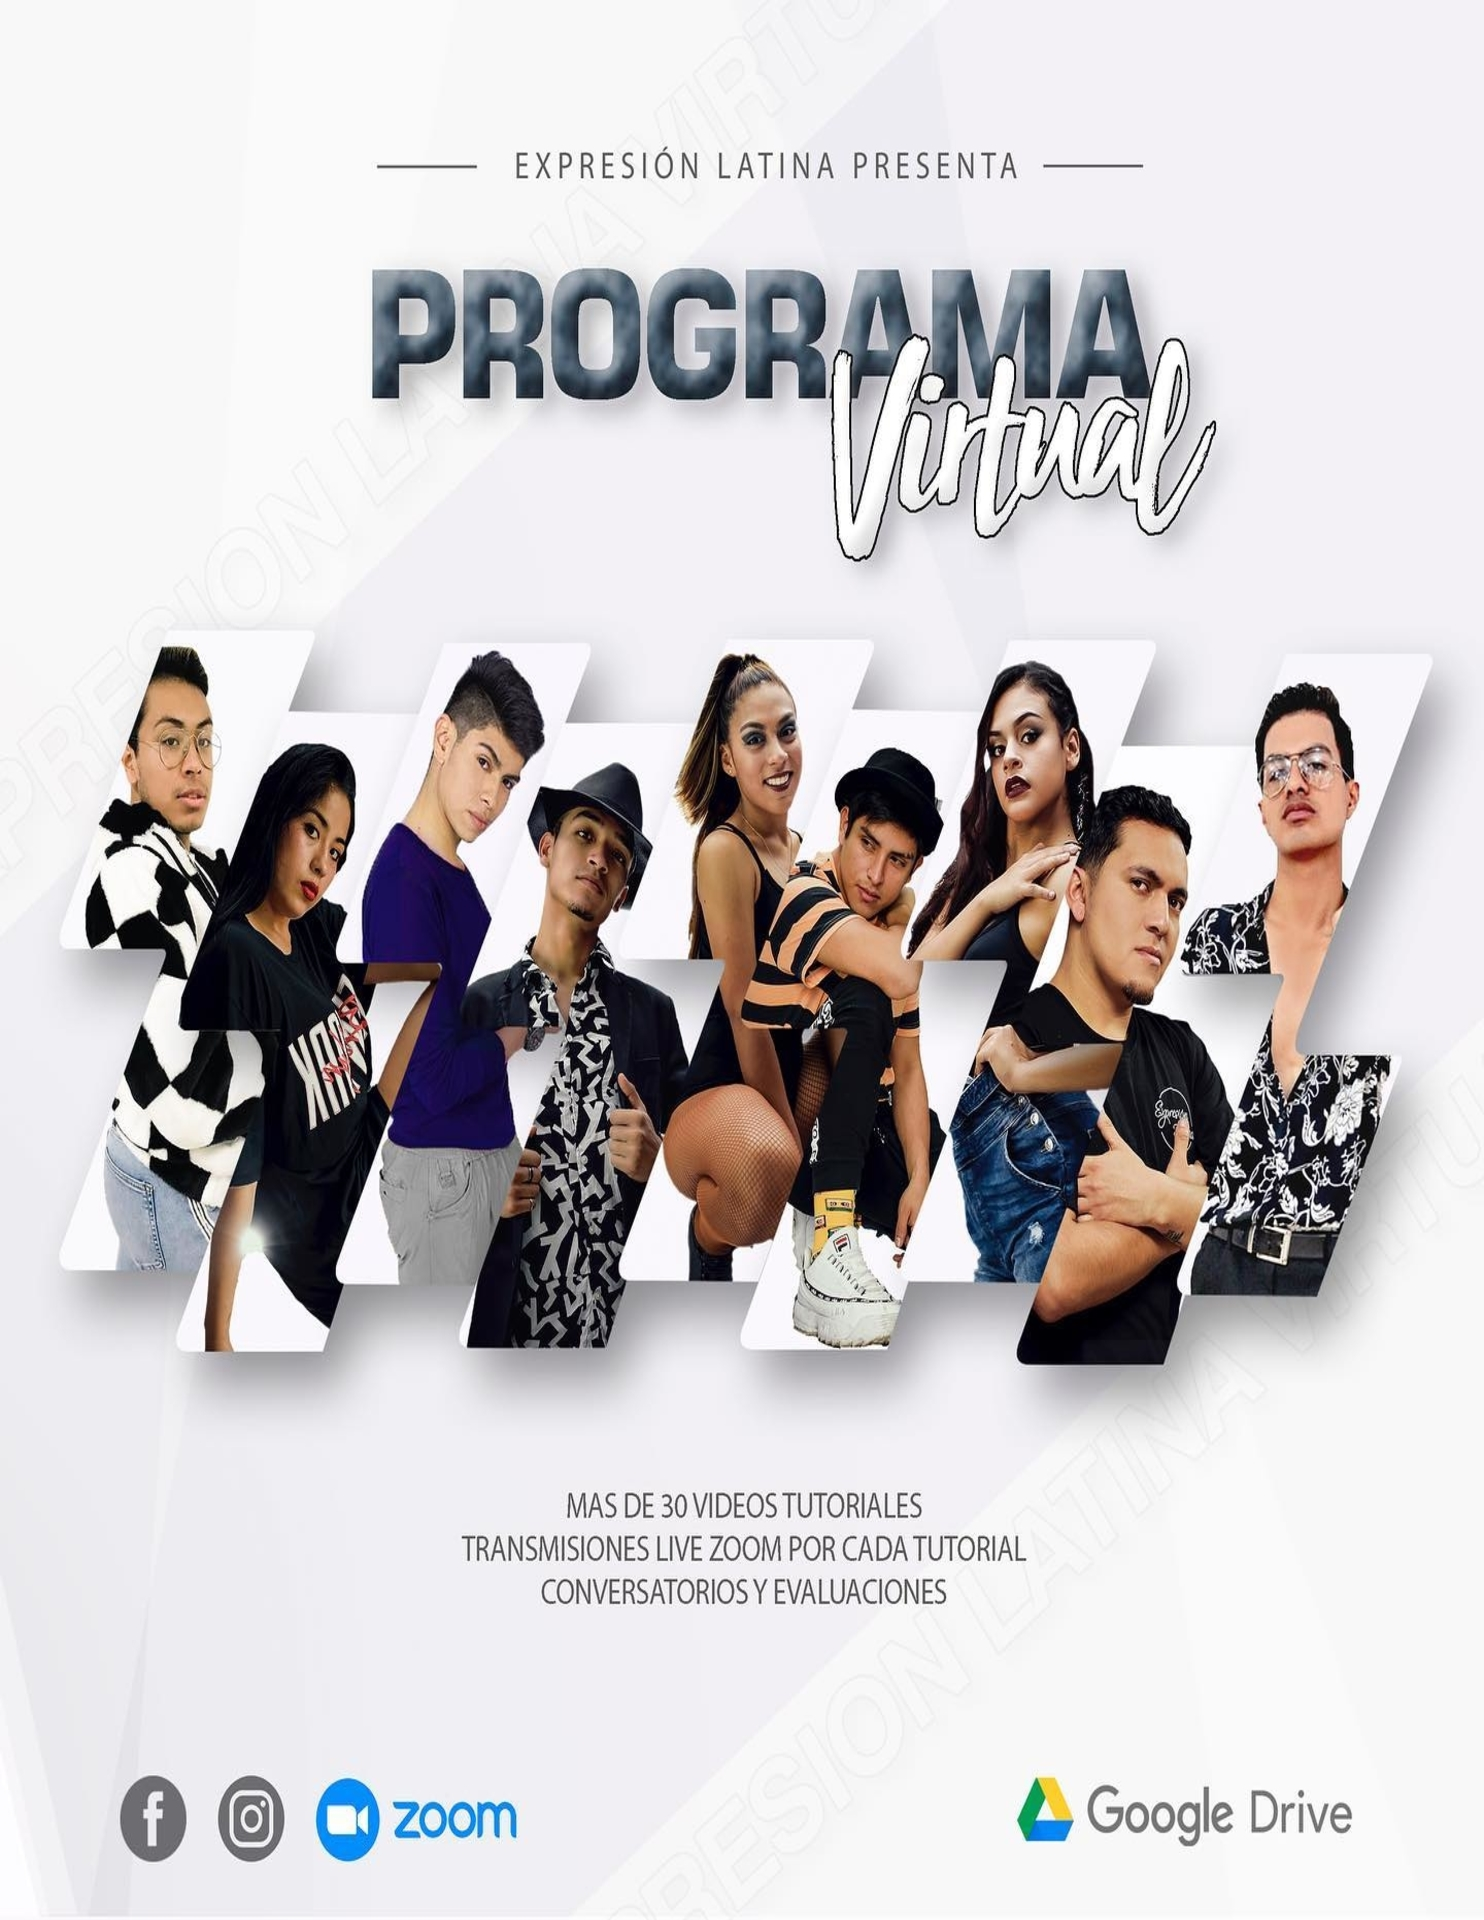 EXPRESIÓN LATINA PRESENTA
PROGRAMA
Virtual
MAS DE 30 VIDEOS TUTORIALES
TRANSMISIONES LIVE ZOOM POR CADA TUTORIAL
CONVERSATORIOS Y EVALUACIONES
zoom
Google Drive